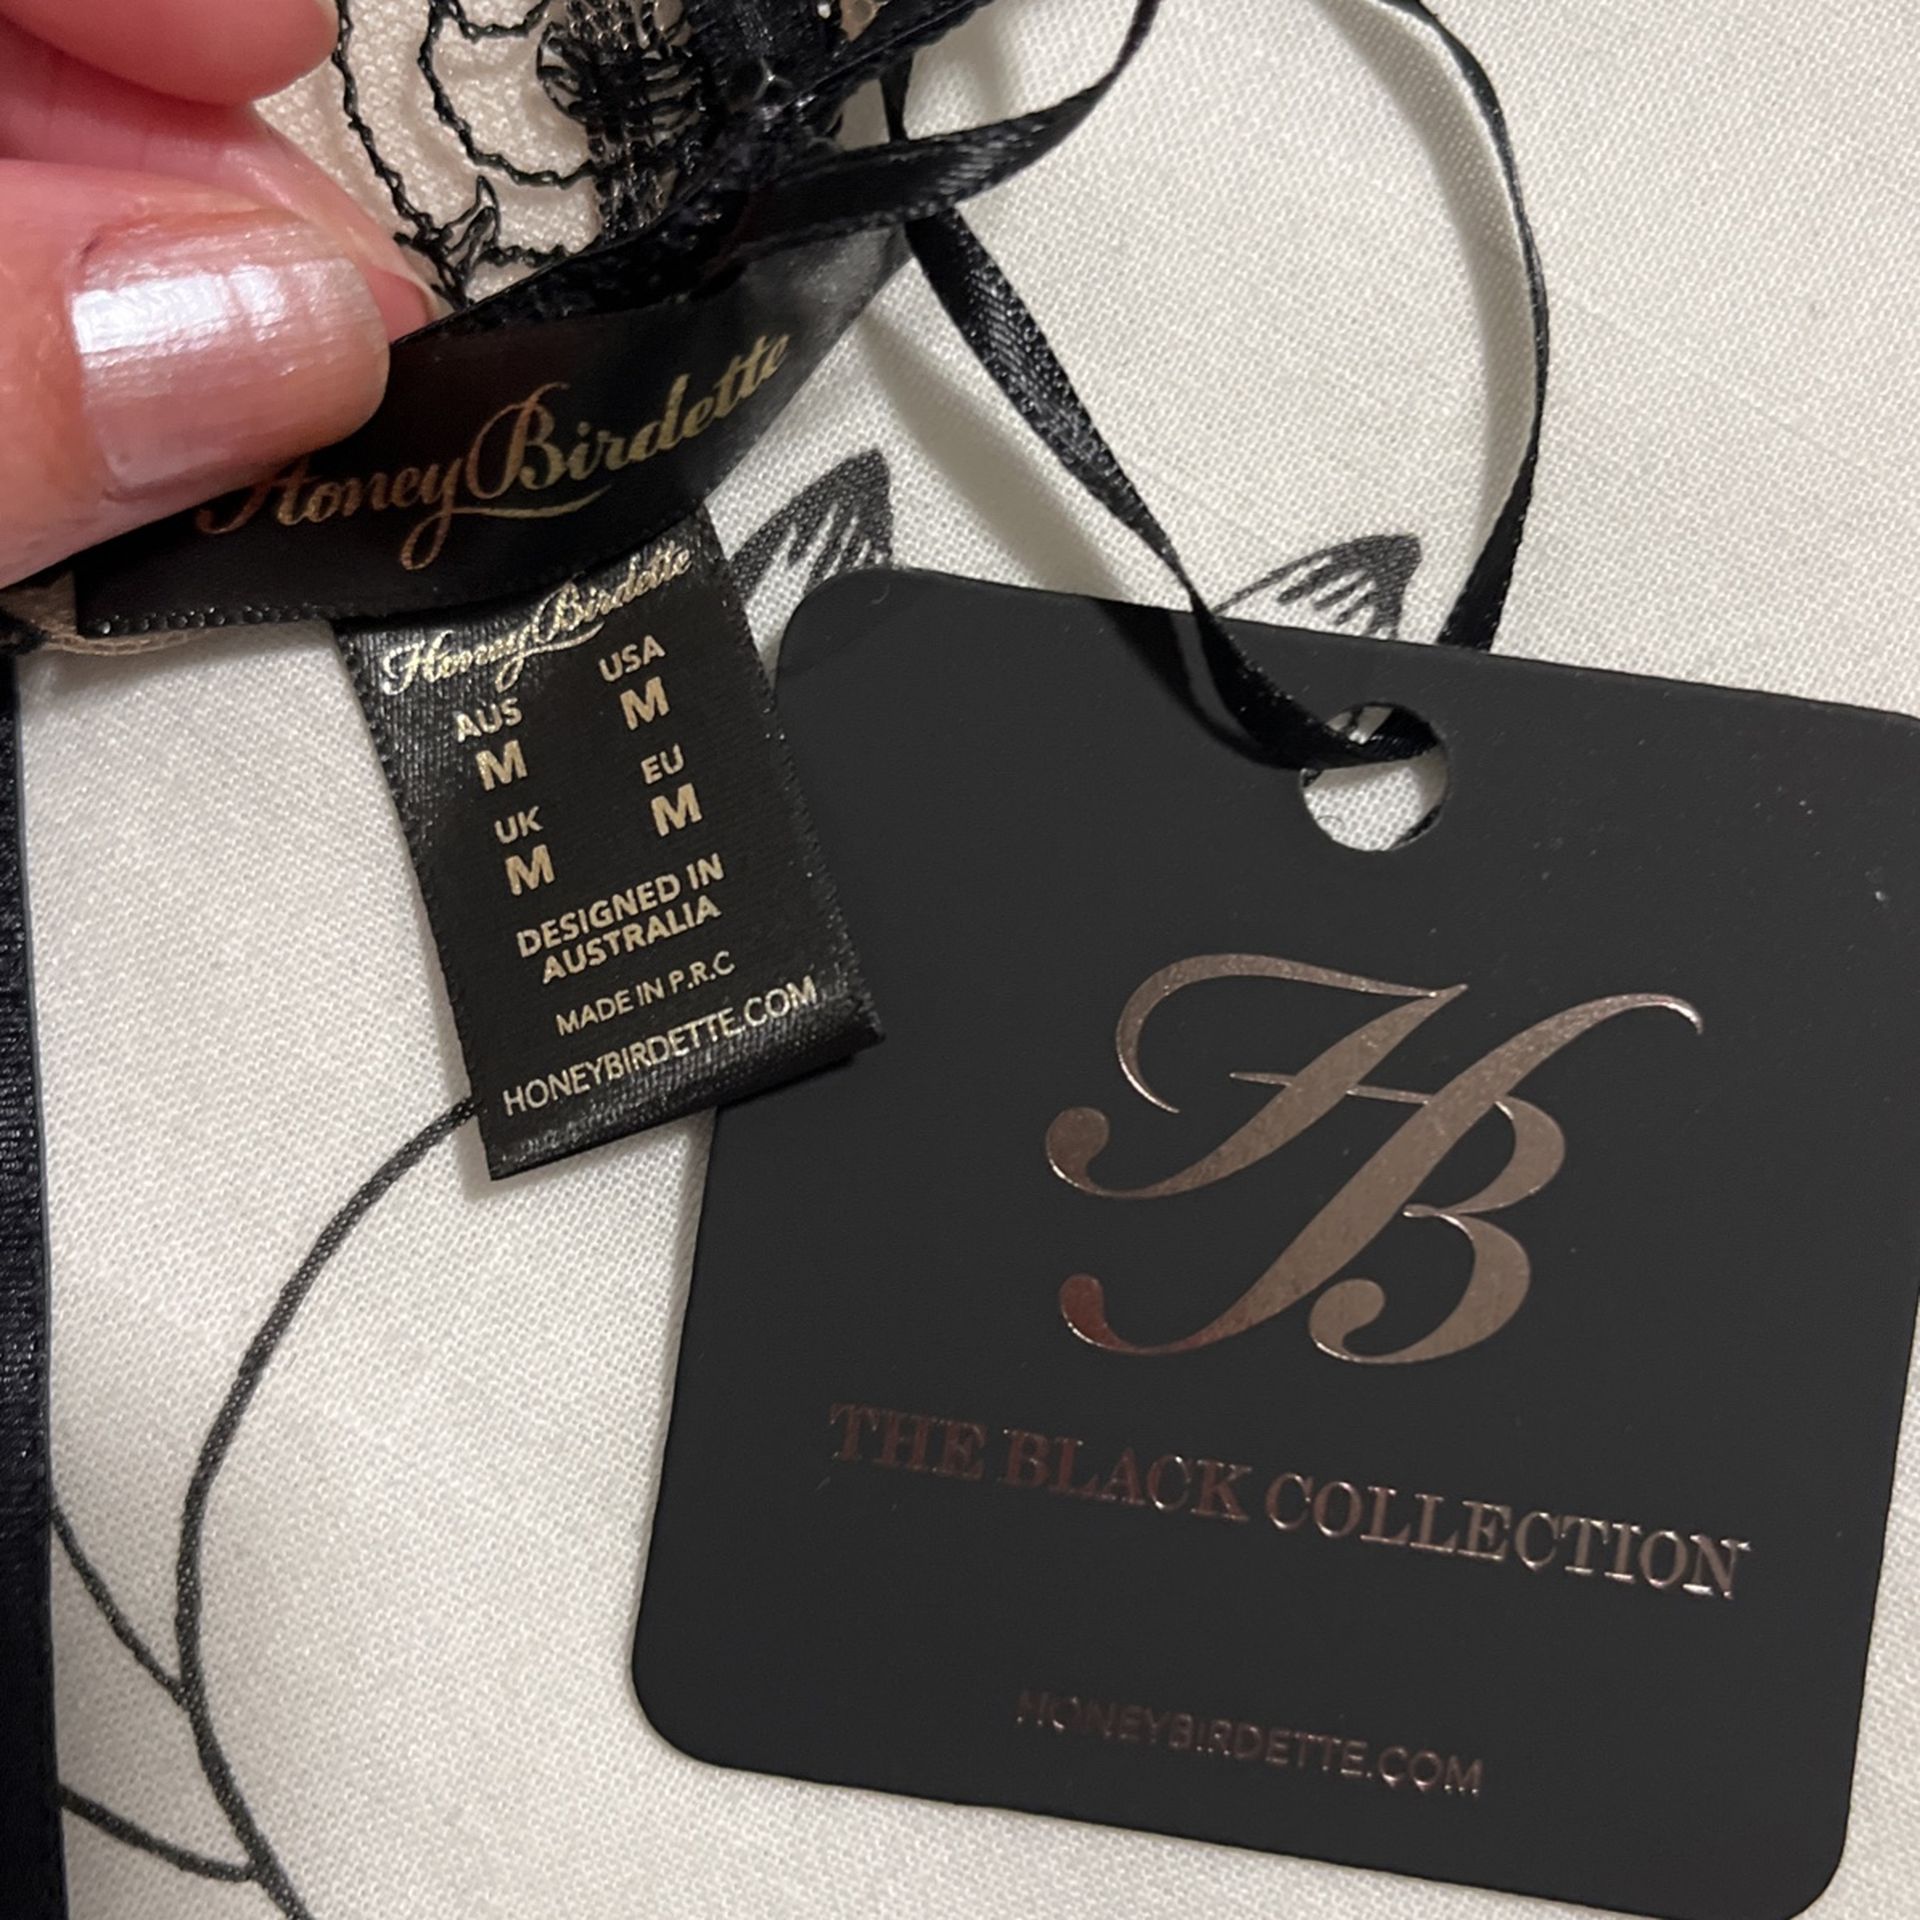 Honey Birdette
Honey Birdette
AUS USA
M M
UK EU
M M
DESIGNED IN
AUSTRALIA
MADE IN P.R.C
HONEYBIRDETTE.COM
HB
THE BLACK COLLECTION
HONEYBIRDETTE.COM